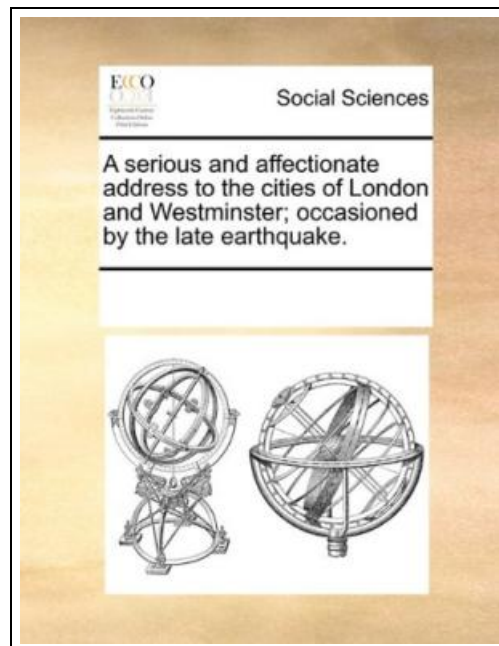 ECCO
Social Sciences
A serious and affectionate
address to the cities of London
and Westminster; occasioned
by the late earthquake.